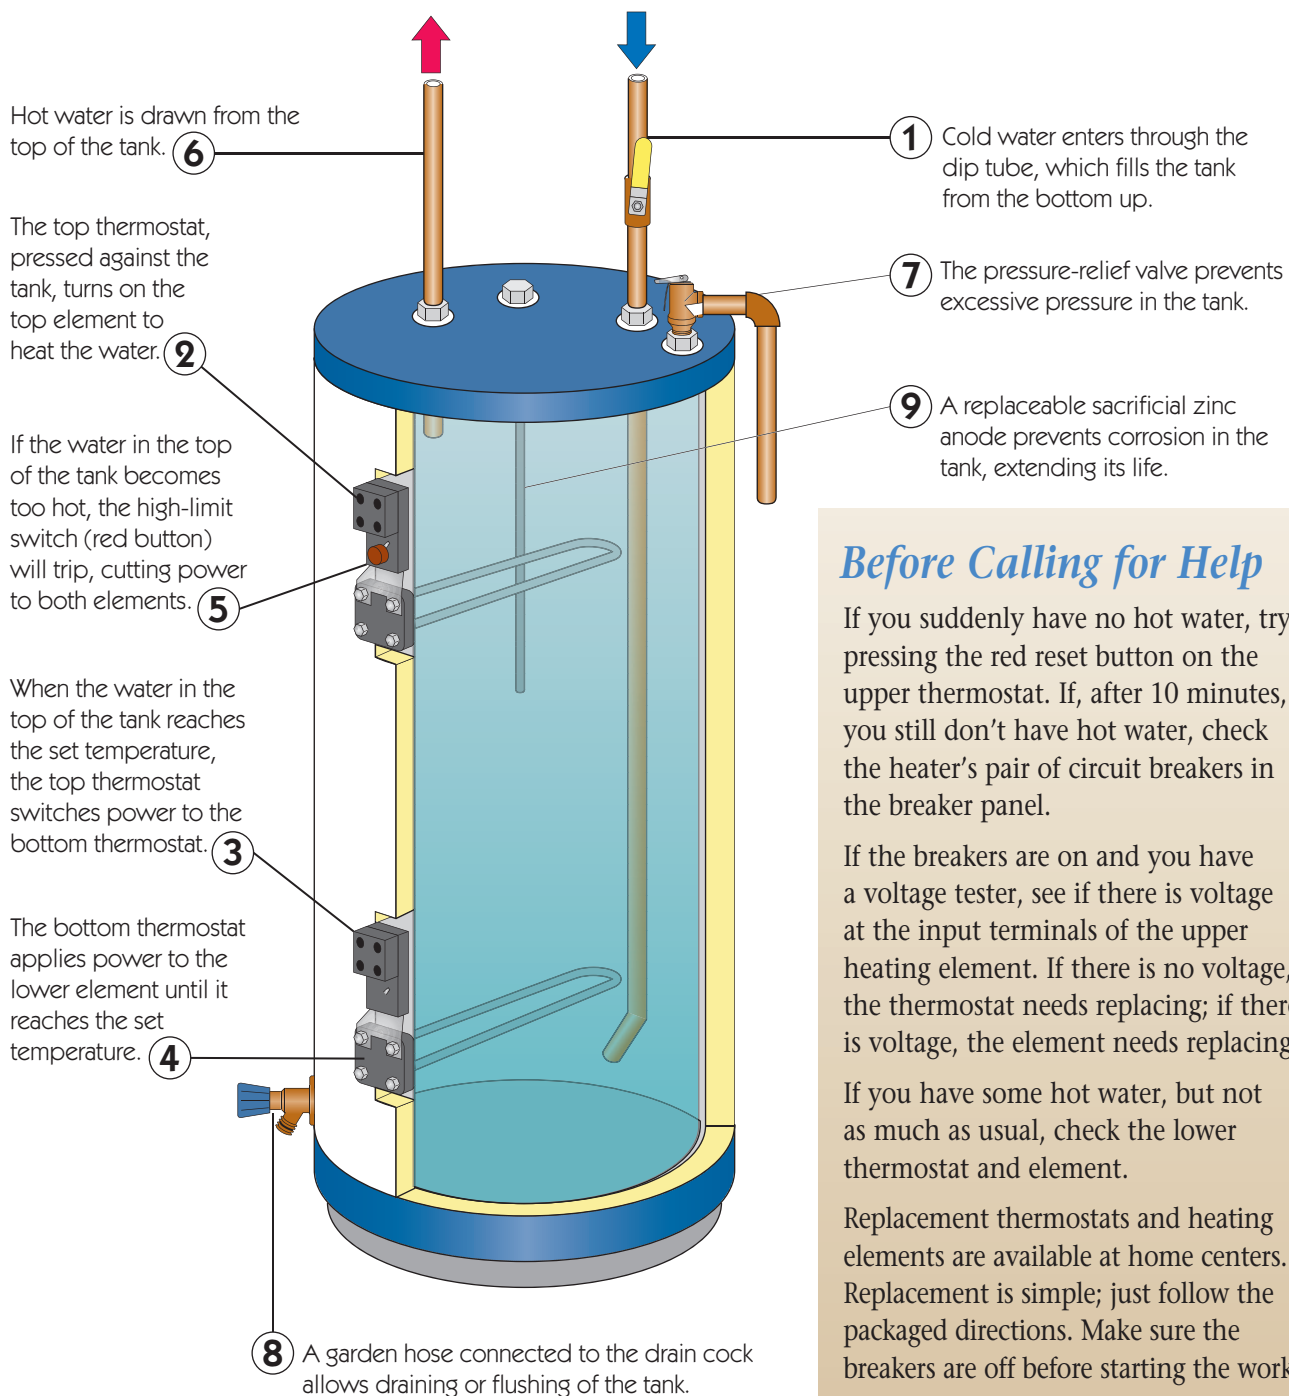 Hot water is drawn from the
top of the tank. 6
The top thermostat,
pressed against the
tank, turns on the
top element to
heat the water. 2
If the water in the top
of the tank becomes
too hot, the high-limit
switch (red button)
will trip, cutting power
to both elements. 5
When the water in the
top of the tank reaches
the set temperature,
the top thermostat
switches power to the
bottom thermostat. 3
The bottom thermostat
applies power to the
lower element until it
reaches the set
temperature. 4
8 A garden hose connected to the drain cock
allows draining or flushing of the tank.
1 Cold water enters through the
dip tube, which fills the tank
from the bottom up.
7 The pressure-relief valve prevents
excessive pressure in the tank.
9 A replaceable sacrificial zinc
anode prevents corrosion in the
tank, extending its life.
Before Calling for Help
If you suddenly have no hot water, try
pressing the red reset button on the
upper thermostat. If, after 10 minutes,
you still don’t have hot water, check
the heater’s pair of circuit breakers in
the breaker panel.
If the breakers are on and you have
a voltage tester, see if there is voltage
at the input terminals of the upper
heating element. If there is no voltage,
the thermostat needs replacing; if there
is voltage, the element needs replacing
If you have some hot water, but not
as much as usual, check the lower
thermostat and element.
Replacement thermostats and heating
elements are available at home centers.
Replacement is simple; just follow the
packaged directions. Make sure the
breakers are off before starting the work